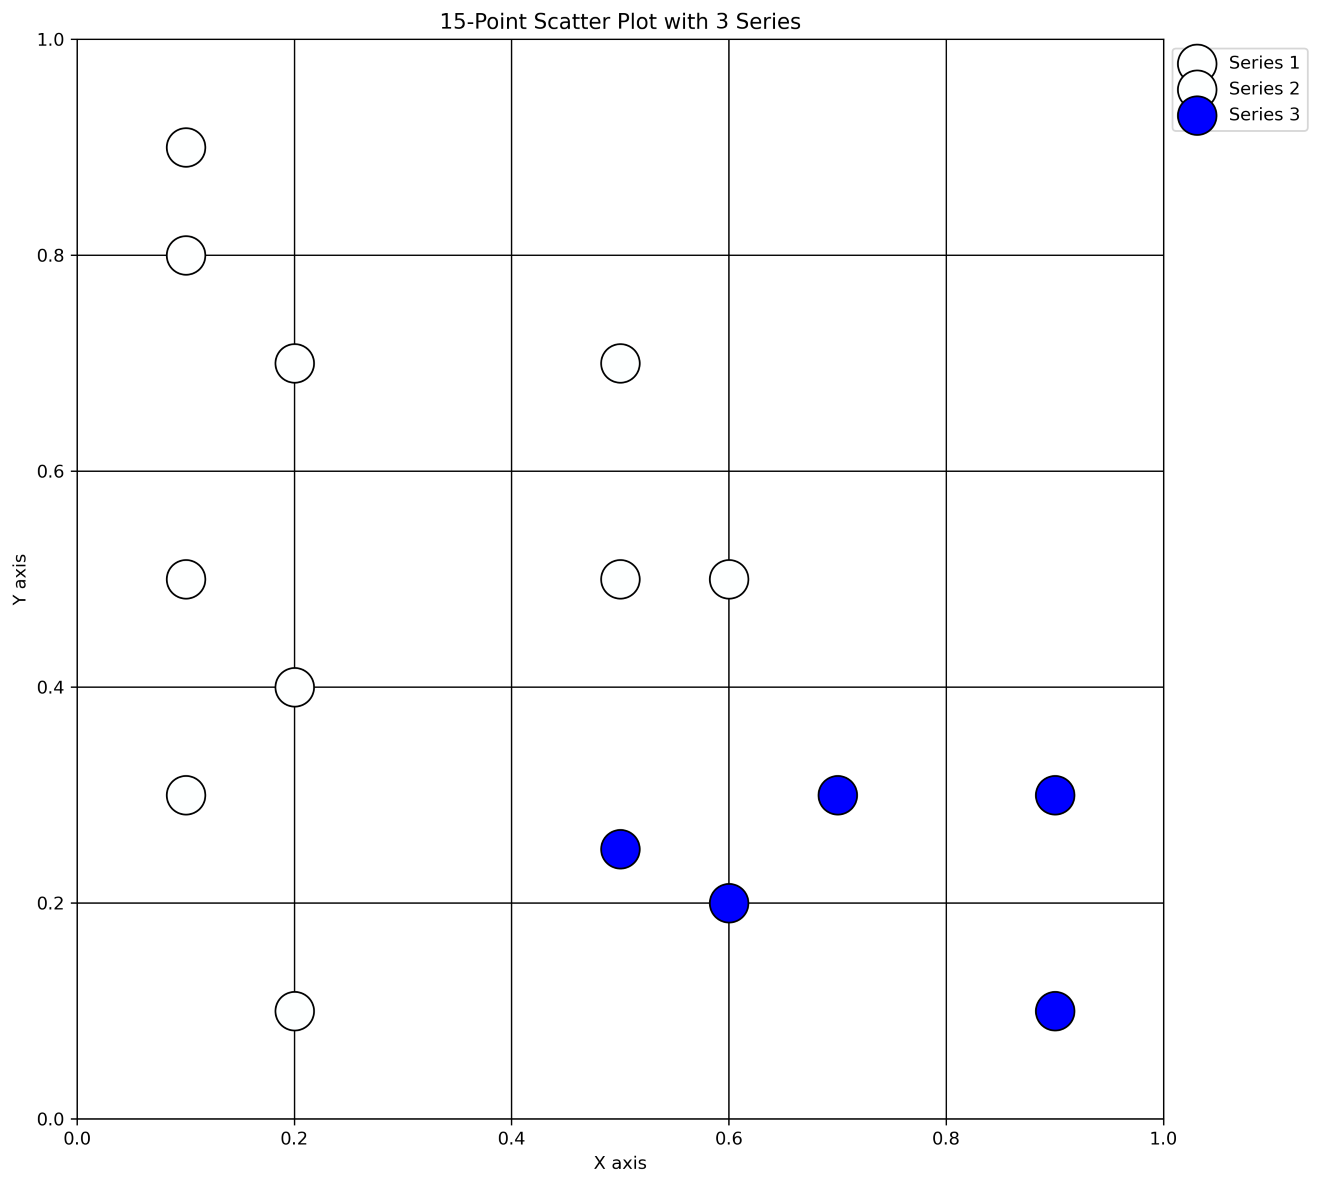 15-Point Scatter Plot with 3 Series
1.0
0.8
0.6
0.4
0.2
0.0
Y axis
0.0 0.2 0.4 0.6 0.8 1.0
X axis
Series 1
Series 2
Series 3